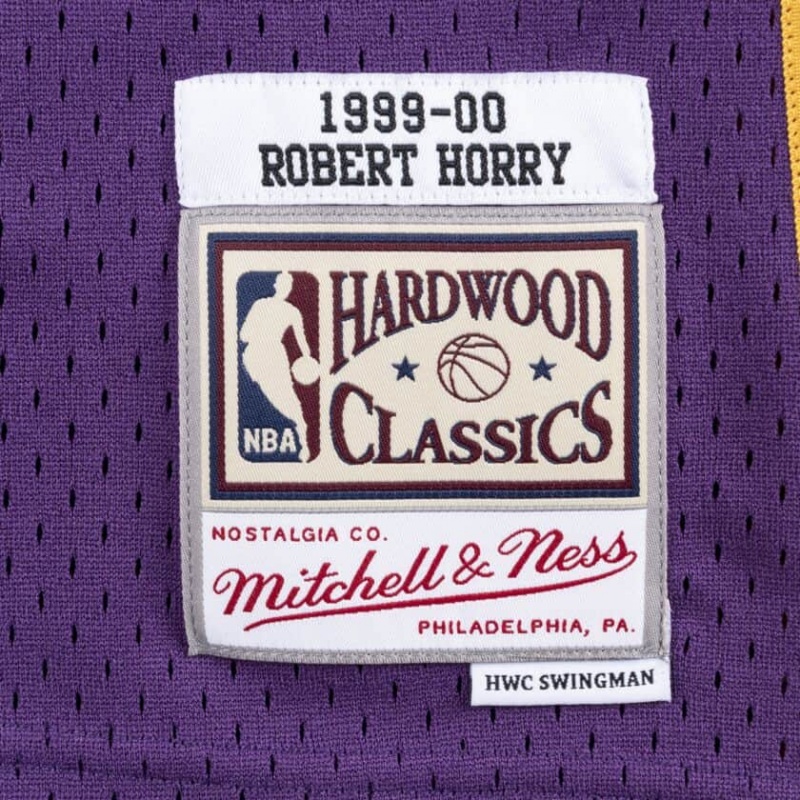 1999-00
ROBERT HORRY
NBA
HARDWOOD
CLASSICS
NOSTALGIA CO.
Mitchell & Ness
PHILADELPHIA, PA.
HWC SWINGMAN